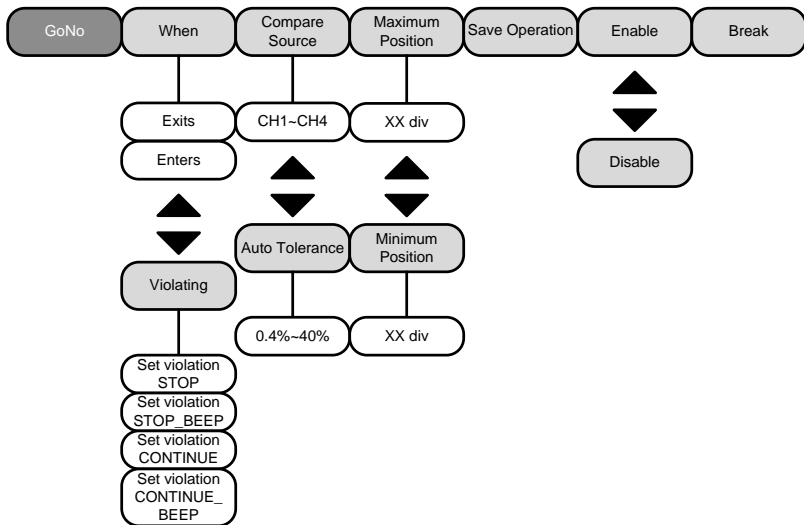 GoNo
When
Compare
Source
Maximum
Position
Save Operation
Enable
Break
Exits
Enters
CH1~CH4
XX div
Disable
Violating
Auto Tolerance
Minimum
Position
0.4%~40%
XX div
Set violation
STOP
Set violation
STOP_BEEP
Set violation
CONTINUE
Set violation
CONTINUE_
BEEP